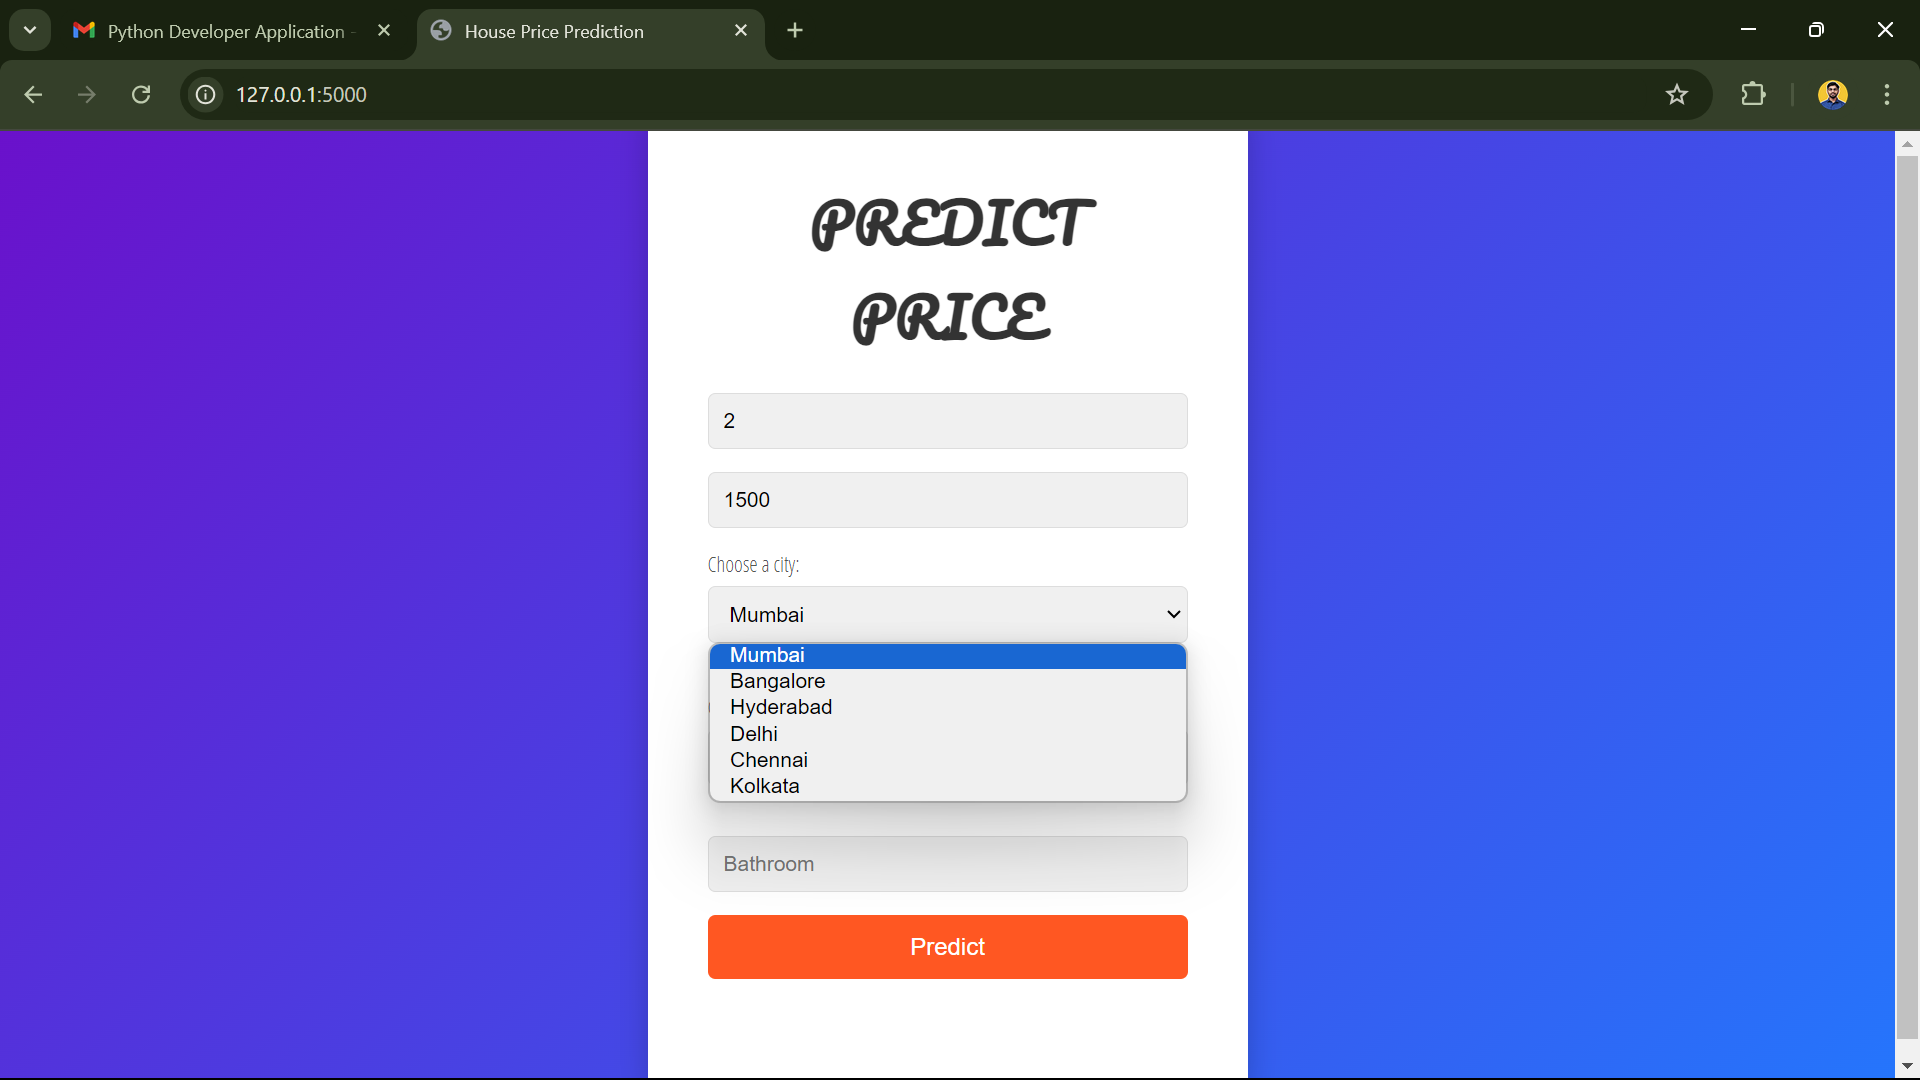 Python Developer Application -
House Price Prediction
127.0.0.1:5000
PREDICT
PRICE
2
1500
Choose a city:
Mumbai
Mumbai
Bangalore
Hyderabad
Delhi
Chennai
Kolkata
Bathroom
Predict